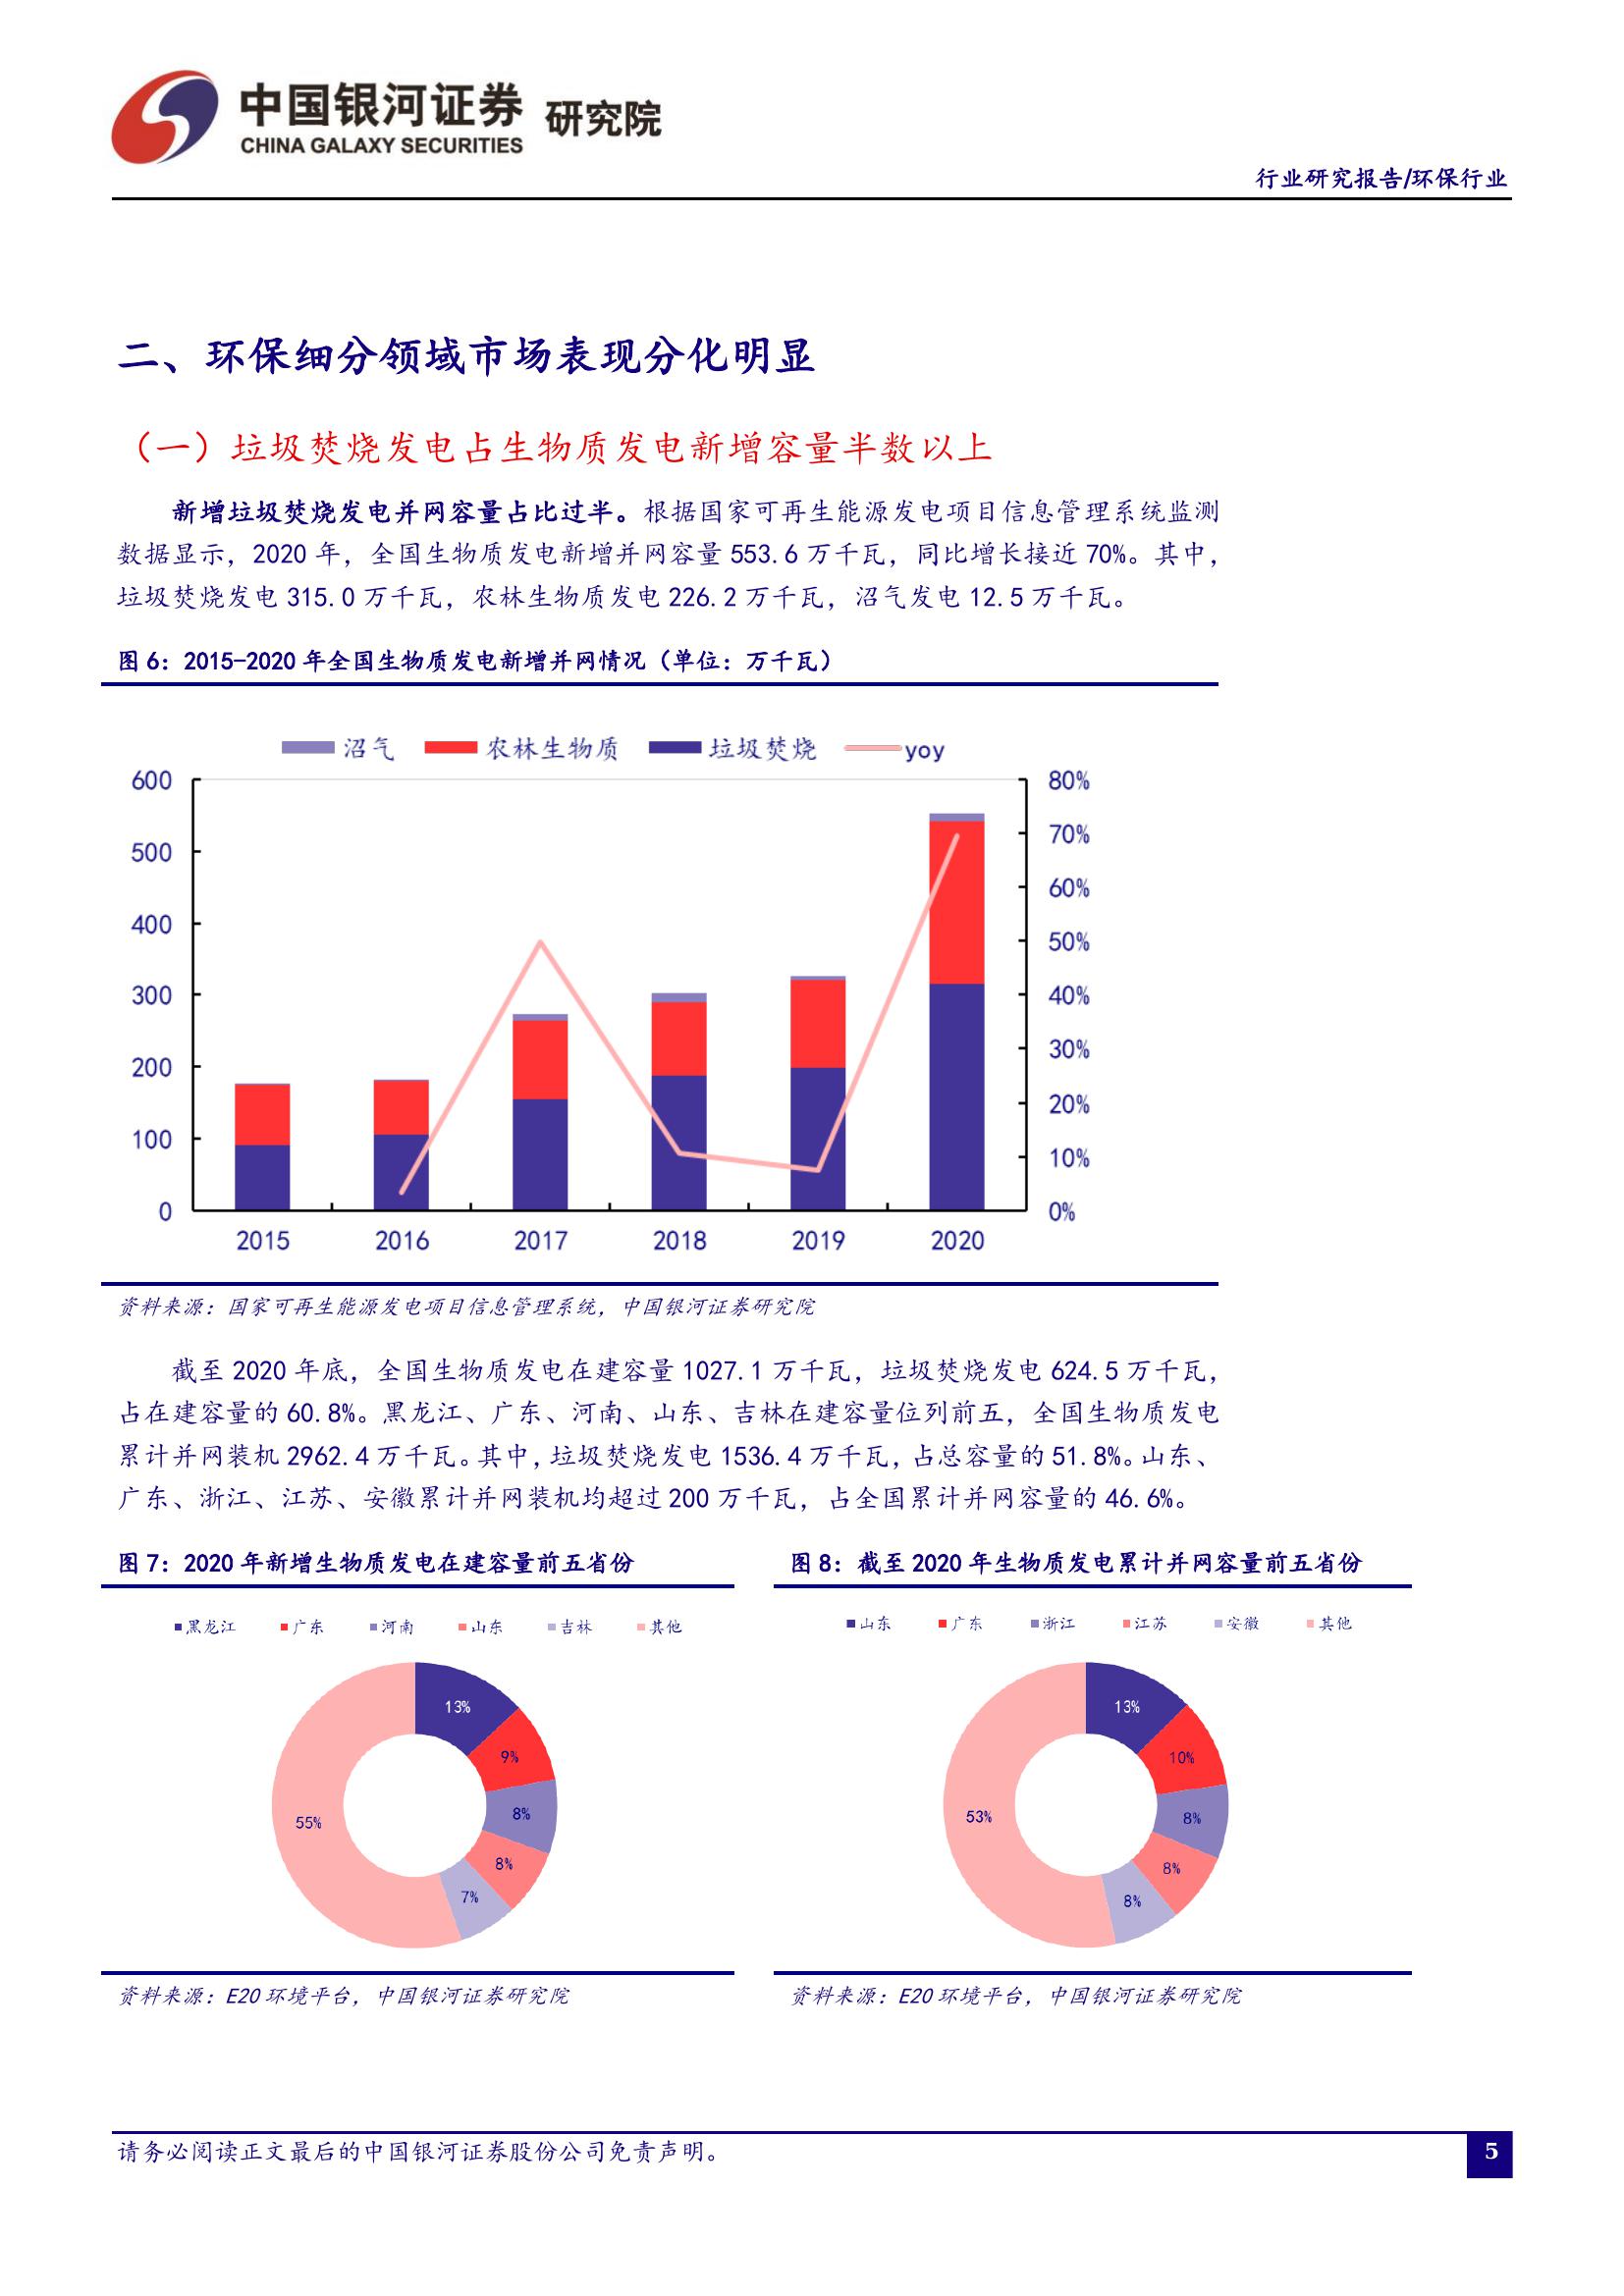 中国银河证券 研究院
CHINA GALAXY SECURITIES
行业研究报告/环保行业
二、环保细分领域市场表现分化明显
（一）垃圾焚烧发电占生物质发电新增容量半数以上
新增垃圾焚烧发电并网容量占比过半。根据国家可再生能源发电项目信息管理系统监测
数据显示，2020 年，全国生物质发电新增并网容量 553.6 万千瓦，同比增长接近 70%。其中，
垃圾焚烧发电 315.0 万千瓦，农林生物质发电 226.2 万千瓦，沼气发电 12.5 万千瓦。
图 6：2015-2020 年全国生物质发电新增并网情况（单位：万千瓦）
沼气 农林生物质 垃圾焚烧 yoy
600 80%
70%
500
60%
400
50%
300 40%
30%
200
20%
100
10%
0 0%
2015 2016 2017 2018 2019 2020
资料来源：国家可再生能源发电项目信息管理系统，中国银河证券研究院
截至 2020 年底，全国生物质发电在建容量 1027.1 万千瓦，垃圾焚烧发电 624.5 万千瓦，
占在建容量的 60.8%。黑龙江、广东、河南、山东、吉林在建容量位列前五，全国生物质发电
累计并网装机 2962.4 万千瓦。其中，垃圾焚烧发电 1536.4 万千瓦，占总容量的 51.8%。山东、
广东、浙江、江苏、安徽累计并网装机均超过 200 万千瓦，占全国累计并网容量的 46.6%。
图 7：2020 年新增生物质发电在建容量前五省份
黑龙江 广东 河南 山东 吉林 其他
13%
9%
8%
8%
7%
55%
资料来源：E20 环境平台，中国银河证券研究院
图 8：截至 2020 年生物质发电累计并网容量前五省份
山东 广东 浙江 江苏 安徽 其他
13%
10%
8%
8%
8%
53%
资料来源：E20 环境平台，中国银河证券研究院
请务必阅读正文最后的中国银河证券股份公司免责声明。
5